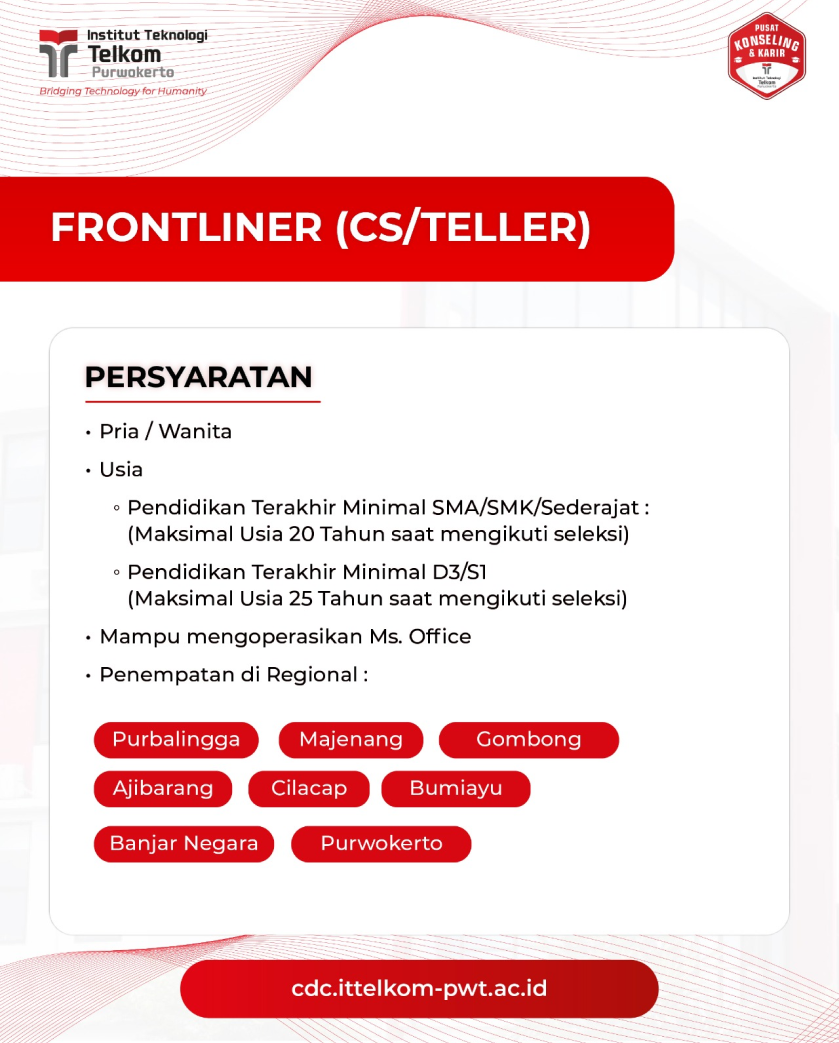 Institut Teknologi
Telkom
Purwokerto
Bridging Technology for Humanity
PUSAT
KONSELING
& KARIR
Institut Teknologi
Telkom
Purwokerto
FRONTLINER (CS/TELLER)
PERSYARATAN
• Pria / Wanita
• Usia
◦ Pendidikan Terakhir Minimal SMA/SMK/Sederajat :
(Maksimal Usia 20 Tahun saat mengikuti seleksi)
◦ Pendidikan Terakhir Minimal D3/S1
(Maksimal Usia 25 Tahun saat mengikuti seleksi)
• Mampu mengoperasikan Ms. Office
• Penempatan di Regional :
Purbalingga Majenang Gombong
Ajibarang Cilacap Bumiayu
Banjar Negara Purwokerto
cdc.ittelkom-pwt.ac.id